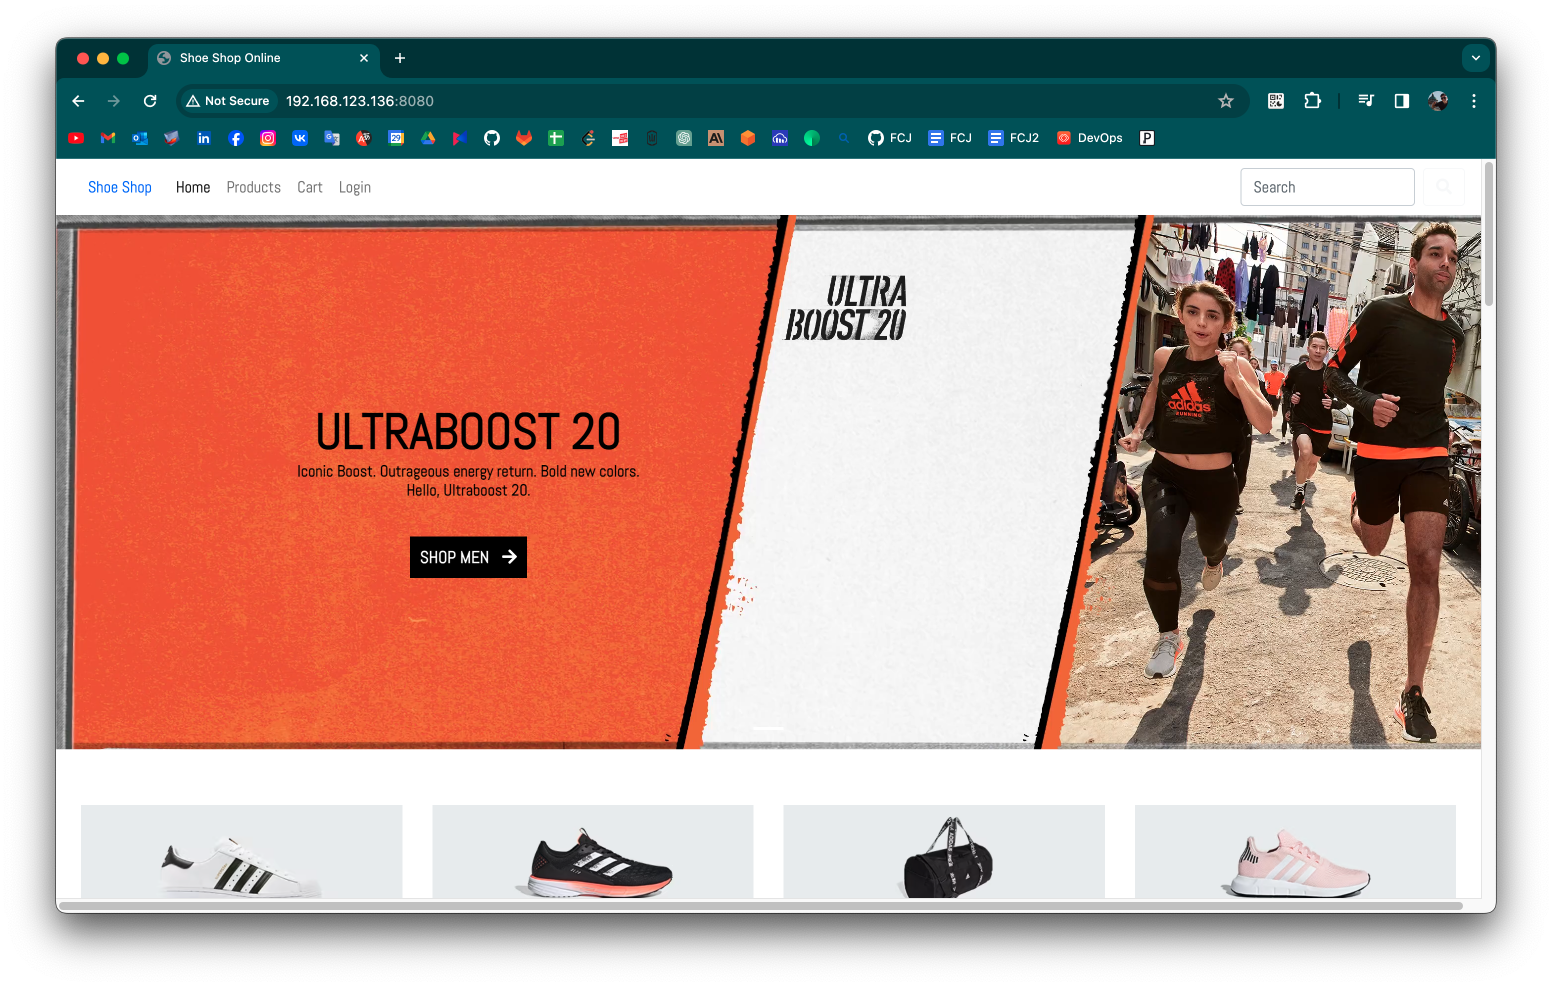 Shoe Shop Online
Not Secure
192.168.123.136:8080
29
FCJ
FCJ
FCJ2
DevOps
P
Shoe Shop
Home
Products
Cart
Login
Search
ULTRA
BOOST 20
ULTRABOOST 20
Iconic Boost. Outrageous energy return. Bold new colors.
Hello, Ultraboost 20.
SHOP MEN
adidas
RUNNING